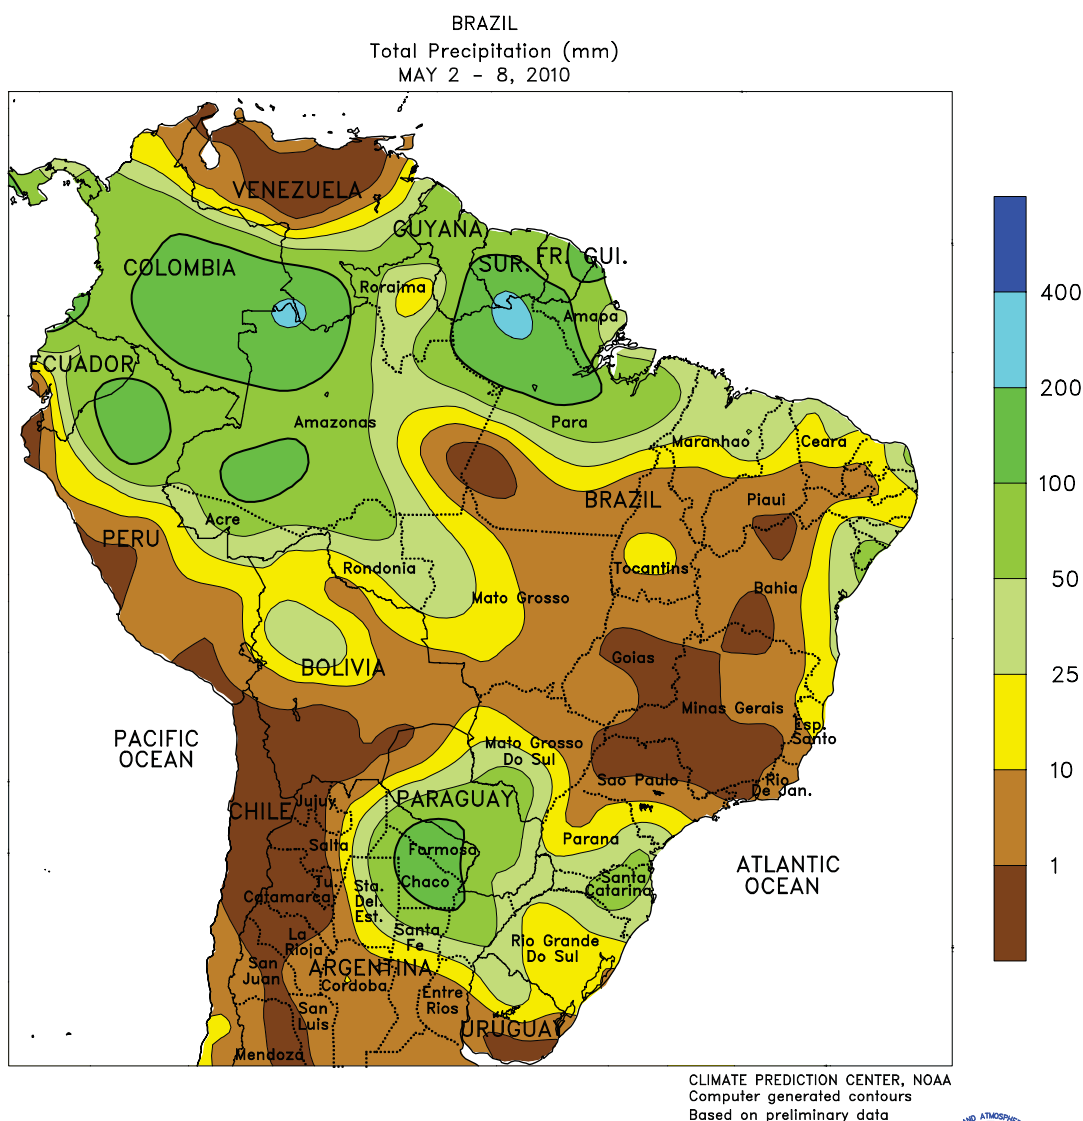 BRAZIL
Total Precipitation (mm)
MAY 2 - 8, 2010
VENEZUELA
GUYANA
SUR.
FR. GUI.
COLOMBIA
Roraima
Amapa
ECUADOR
Amazonas
Para
Maranhao
Ceara
BRAZIL
Piaui
Acre
PERU
Rondonia
Tocantins
Mato Grosso
Bahia
BOLIVIA
Goias
Minas Gerais
Esp.
Santo
PACIFIC
OCEAN
Mato Grosso
Do Sul
Sao Paulo
Rio
De Jan.
CHILE
Jujuy
PARAGUAY
Salta
Formosa
Parana
Tu.
Chaco
Catamarca
Sta.
Del.
Est.
Santa
Catarina
ATLANTIC
OCEAN
La
Rioja
Santa
Fe
Rio Grande
Do Sul
San
Juan
ARGENTINA
Cordoba
Entre
Rios
San
Luis
URUGUAY
Mendoza
400
200
100
50
25
10
1
CLIMATE PREDICTION CENTER, NOAA
Computer generated contours
Based on preliminary data